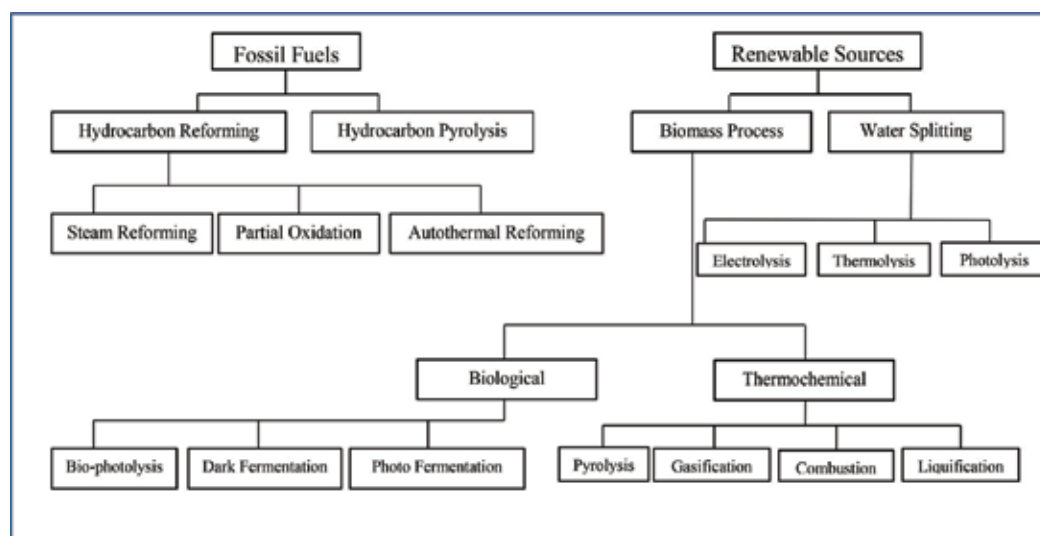 Fossil Fuels
Renewable Sources
Hydrocarbon Reforming
Hydrocarbon Pyrolysis
Biomass Process
Water Splitting
Steam Reforming
Partial Oxidation
Autothermal Reforming
Electrolysis
Thermolysis
Photolysis
Biological
Thermochemical
Bio-photolysis
Dark Fermentation
Photo Fermentation
Pyrolysis
Gasification
Combustion
Liquification